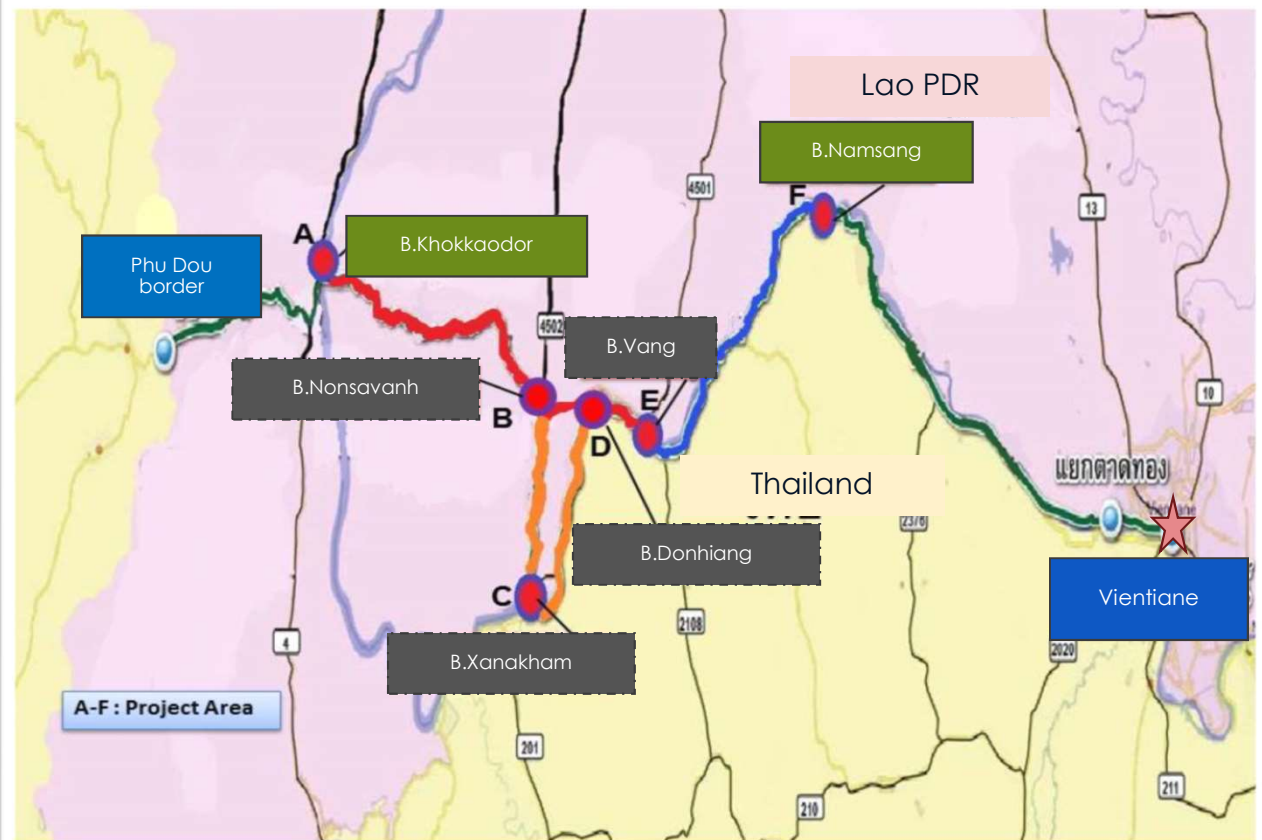 Lao PDR
B.Namsang
4501
13
F
A
B.Khokkaodor
Phu Dou
border
4502
B.Vang
B.Nonsavanh
10
E
B
D
แยกตาดทอง
Thailand
2376
B.Donhiang
C
Vientiane
2108
4
2020
B.Xanakham
A-F : Project Area
201
211
210